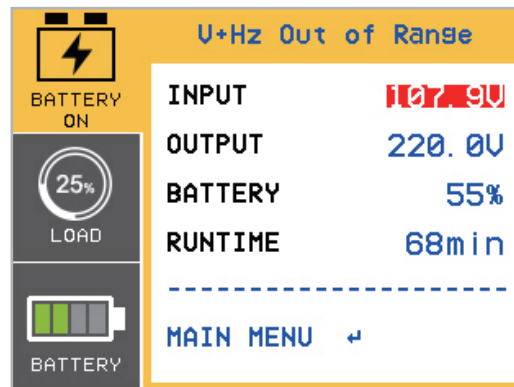 V+Hz Out of Range
BATTERY
ON
INPUT 107.9V
OUTPUT 220.0V
25%
LOAD
BATTERY 55%
RUNTIME 68min
MAIN MENU ↵
BATTERY